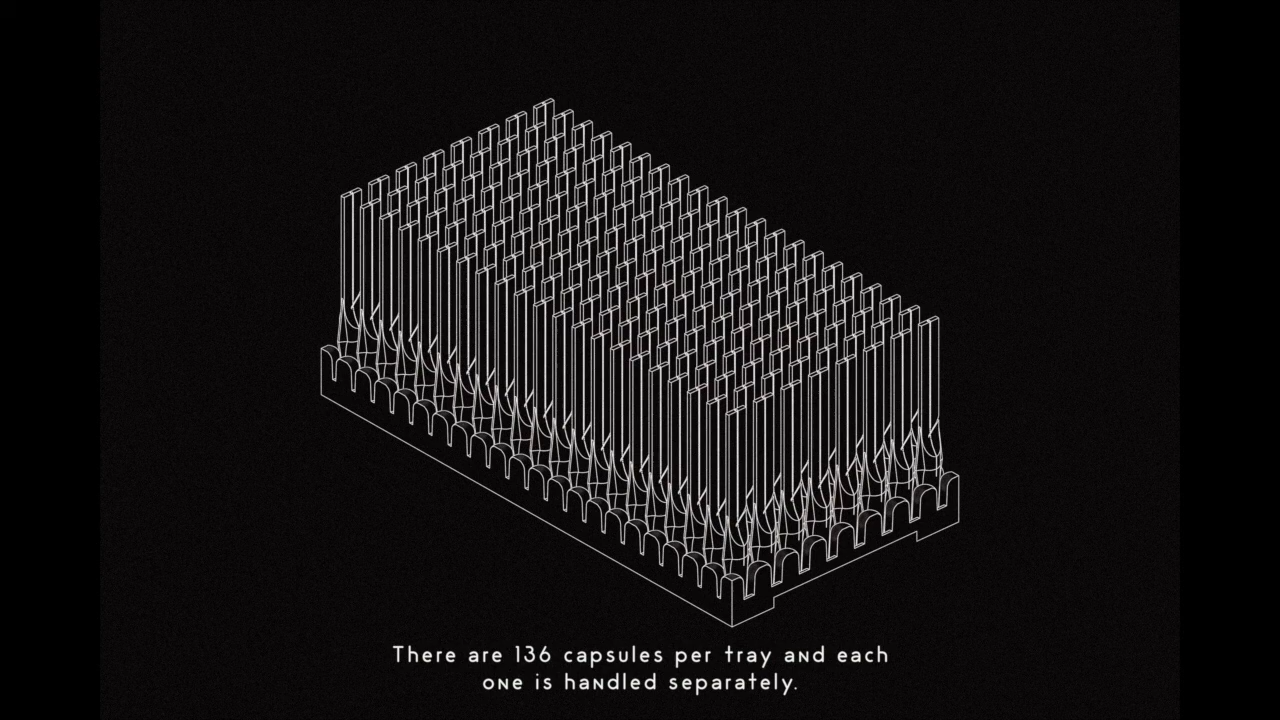 There are 136 capsules per tray and each
one is handled separately.